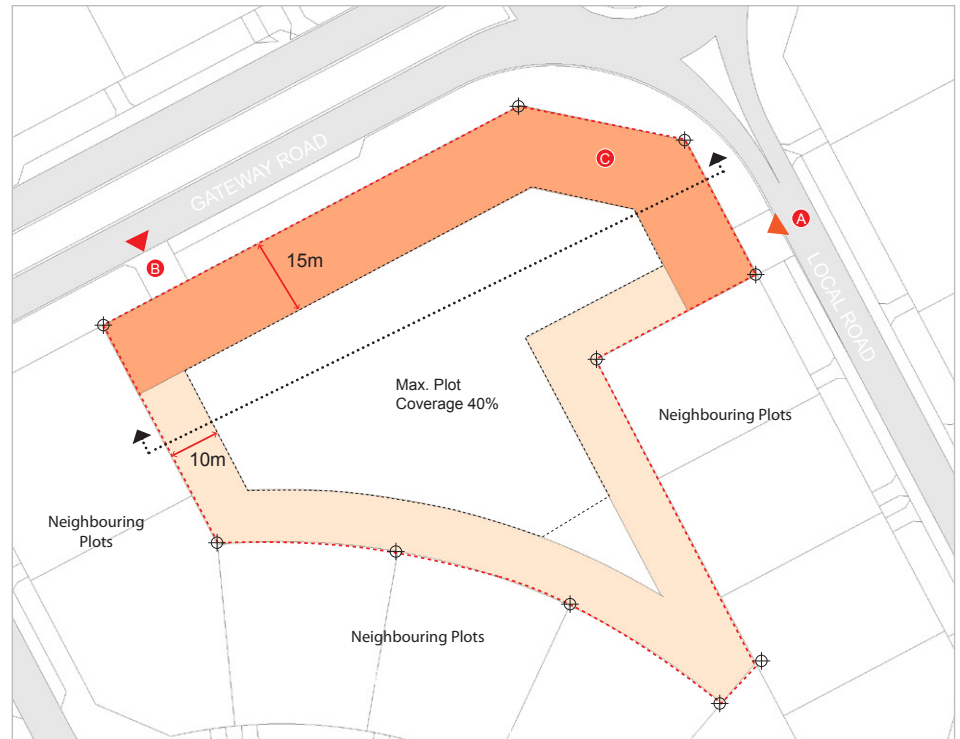 GATEWAY ROAD
C
A
B
15m
LOCAL ROAD
Max. Plot
Coverage 40%
Neighbouring Plots
10m
Neighbouring
Plots
Neighbouring Plots